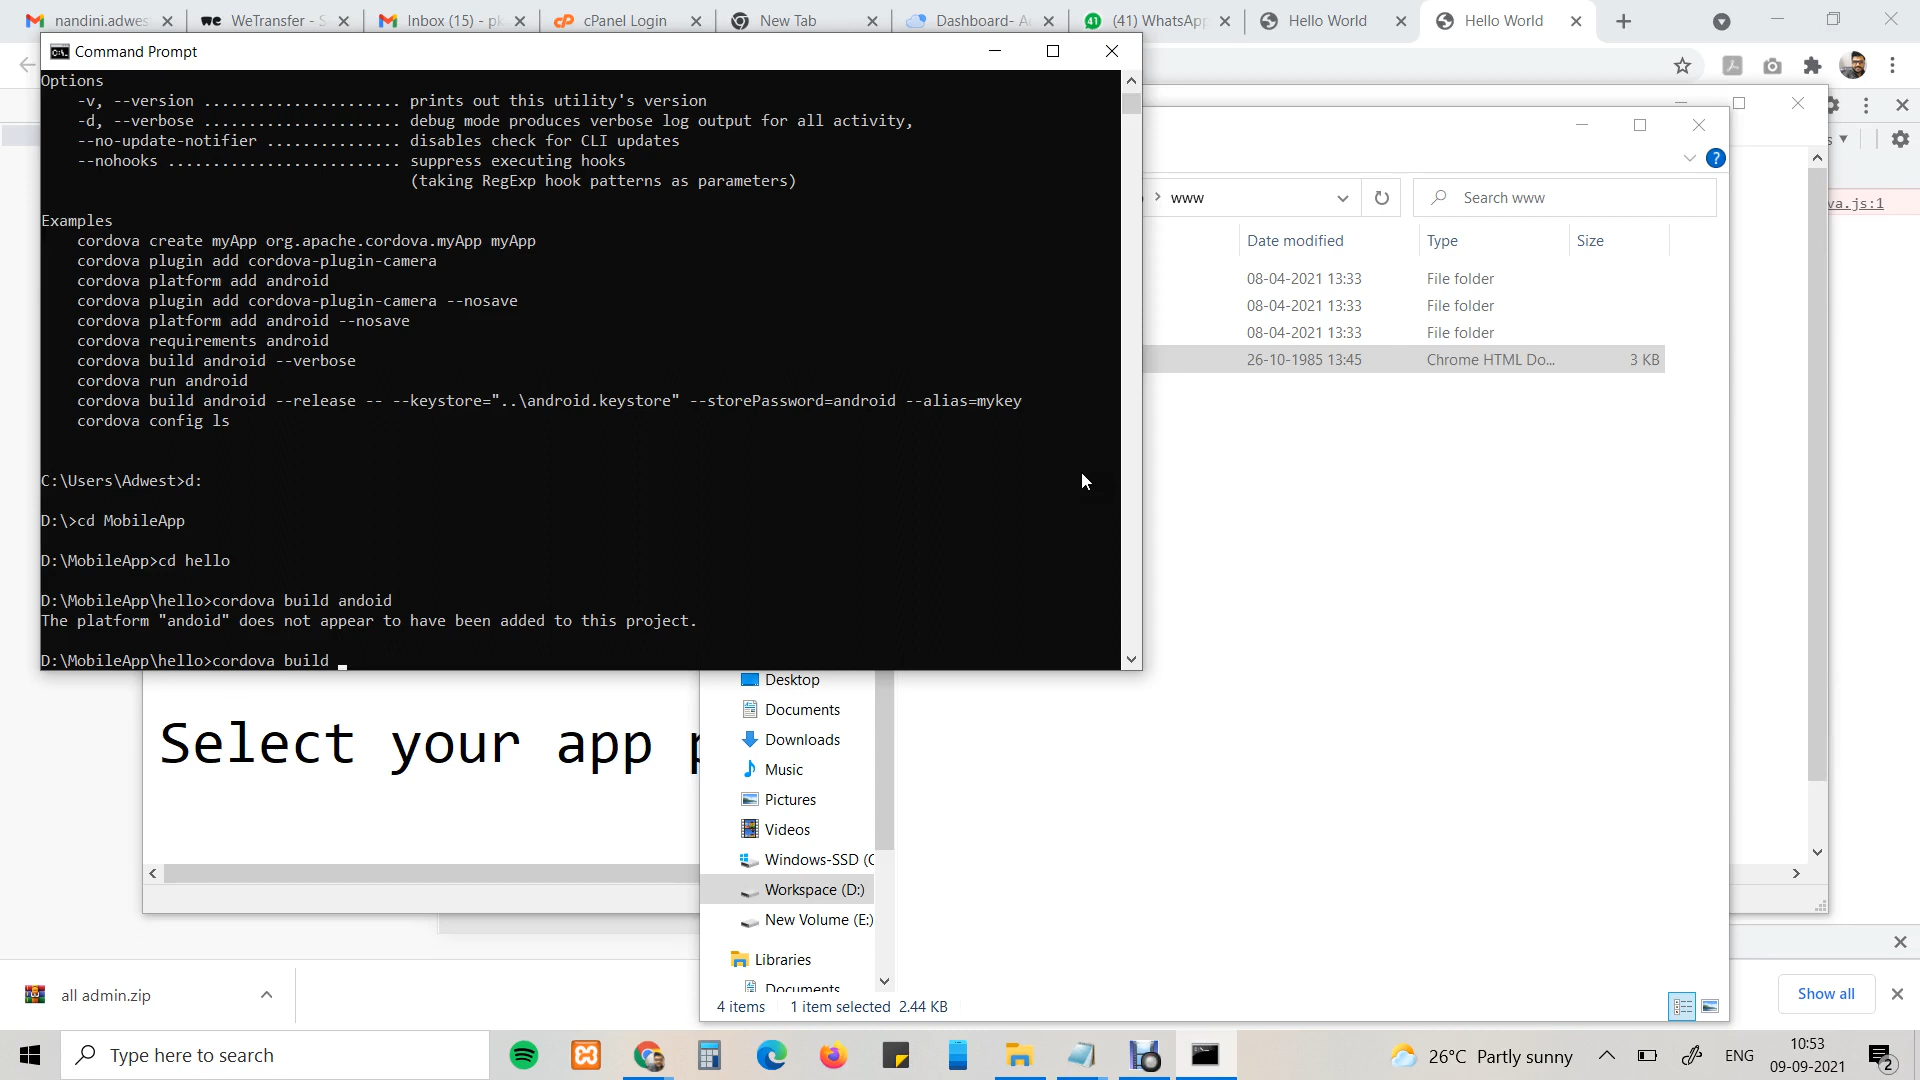 nandini.adwes
WeTransfer - S
Inbox (15) - pk
cPanel Login
New Tab
Dashboard- A
(41) WhatsApp
Hello World
Hello World
Command Prompt
Options
-v, --version ...................... prints out this utility's version
-d, --verbose ...................... debug mode produces verbose log output for all activity,
--no-update-notifier ............... disables check for CLI updates
--nohooks .......................... suppress executing hooks
(taking RegExp hook patterns as parameters)
Examples
cordova create myApp org.apache.cordova.myApp myApp
cordova plugin add cordova-plugin-camera
cordova platform add android
cordova plugin add cordova-plugin-camera --nosave
cordova platform add android --nosave
cordova requirements android
cordova build android --verbose
cordova run android
cordova build android --release -- --keystore="..\android.keystore" --storePassword=android --alias=mykey
cordova config ls
C:\Users\Adwest>d:
D:\>cd MobileApp
D:\MobileApp>cd hello
D:\MobileApp\hello>cordova build andoid
The platform "andoid" does not appear to have been added to this project.
D:\MobileApp\hello>cordova build
www
Search www
va.js:1
Date modified
Type
Size
08-04-2021 13:33
File folder
08-04-2021 13:33
File folder
08-04-2021 13:33
File folder
26-10-1985 13:45
Chrome HTML Do...
3 KB
Select your app p
Desktop
Documents
Downloads
Music
Pictures
Videos
Windows-SSD (C
Workspace (D:)
New Volume (E:)
Libraries
Documents
4 items
1 item selected 2.44 KB
all admin.zip
Show all
Type here to search
26°C Partly sunny
ENG
10:53
09-09-2021
2